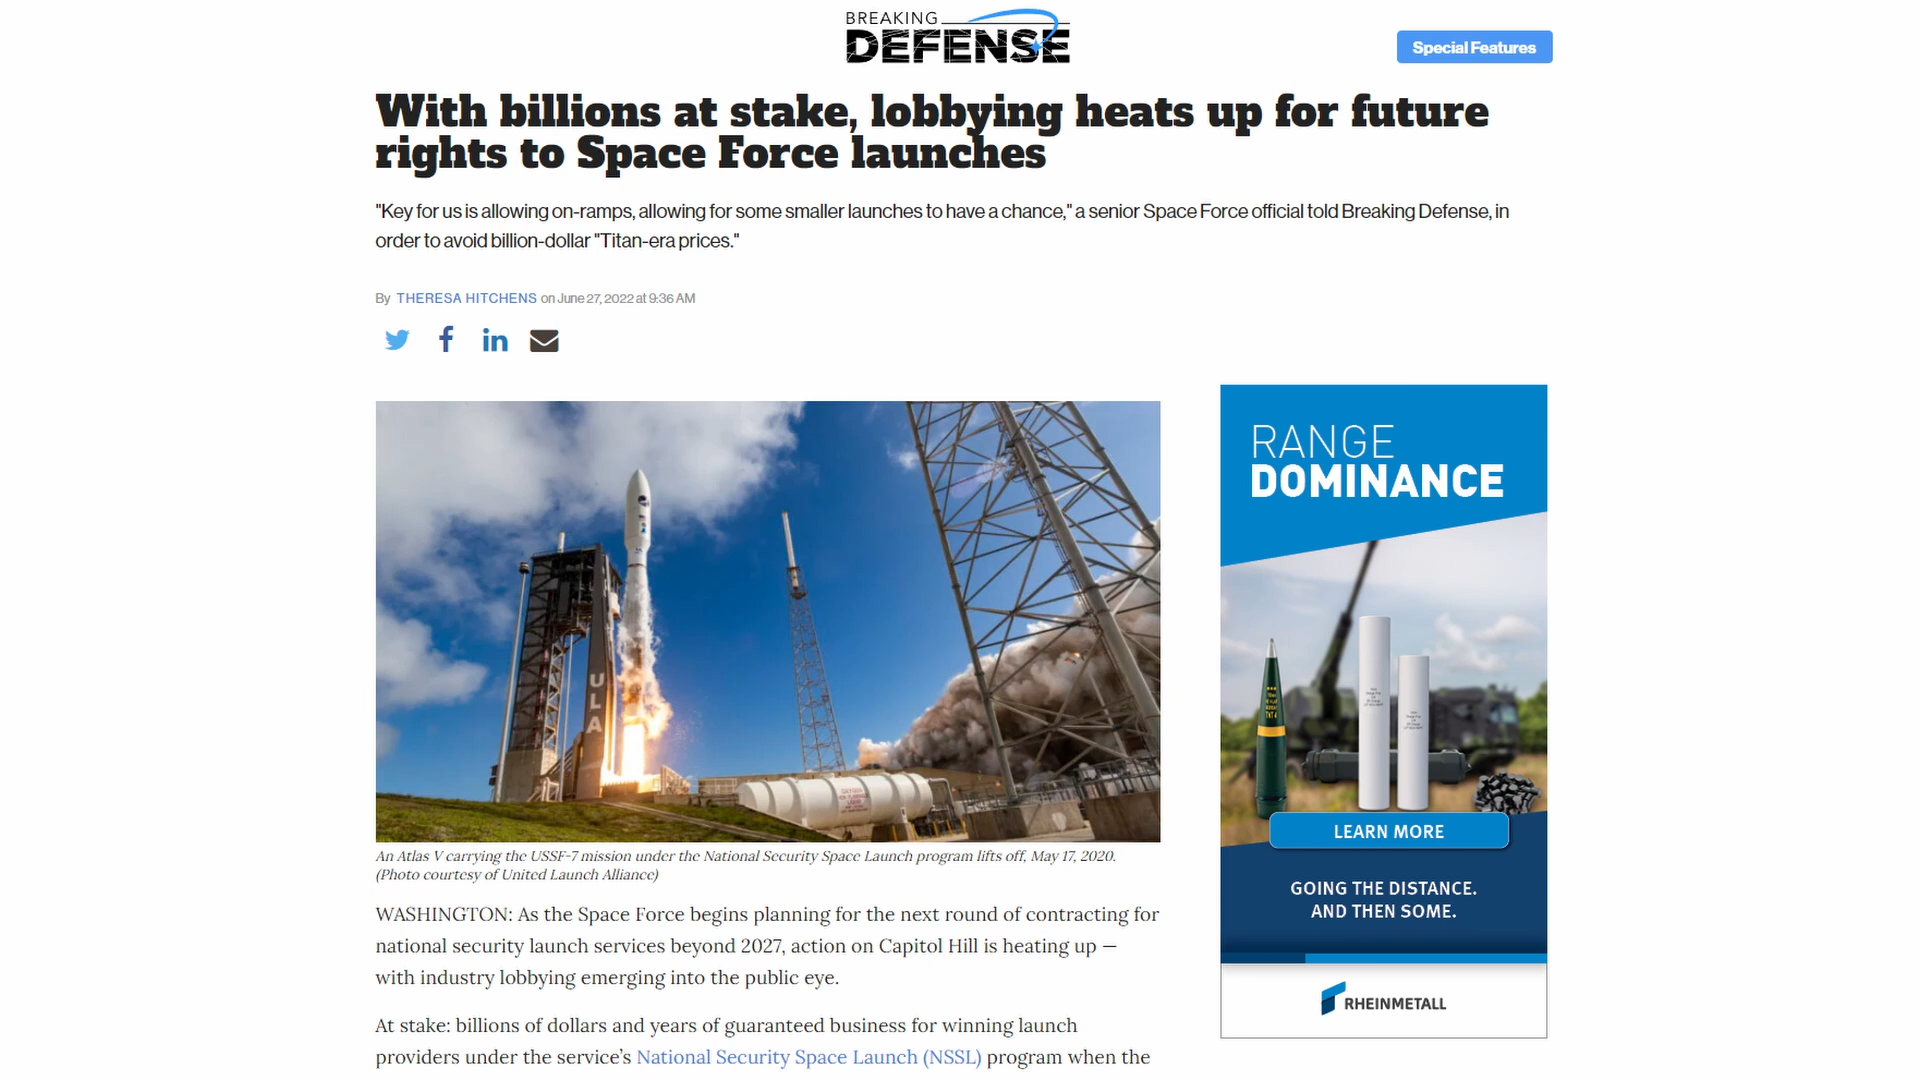 BREAKING
DEFENSE
Special Features
With billions at stake, lobbying heats up for future
rights to Space Force launches
"Key for us is allowing on-ramps, allowing for some smaller launches to have a chance," a senior Space Force official told Breaking Defense, in
order to avoid billion-dollar "Titan-era prices."
By THERESA HITCHENS on June 27, 2022 at 9:36 AM
ULA
An Atlas V carrying the USSF-7 mission under the National Security Space Launch program lifts off, May 17, 2020.
(Photo courtesy of United Launch Alliance)
WASHINGTON: As the Space Force begins planning for the next round of contracting for
national security launch services beyond 2027, action on Capitol Hill is heating up —
with industry lobbying emerging into the public eye.
At stake: billions of dollars and years of guaranteed business for winning launch
providers under the service's National Security Space Launch (NSSL) program when the
RANGE
DOMINANCE
LEARN MORE
GOING THE DISTANCE.
AND THEN SOME.
RHEINMETALL